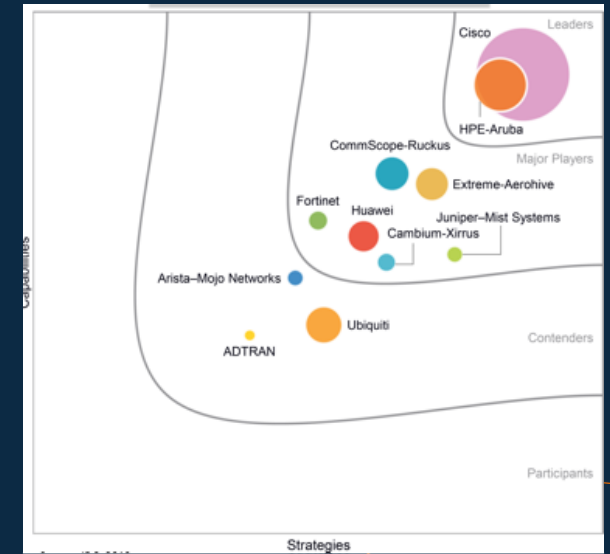 Leaders
Cisco
HPE-Aruba
CommScope-Ruckus
Major Players
Extreme-Aerohive
Fortinet
Huawei
Juniper–Mist Systems
Cambium-Xirrus
Arista–Mojo Networks
Ubiquiti
Contenders
ADTRAN
Participants
Capabilities
Strategies